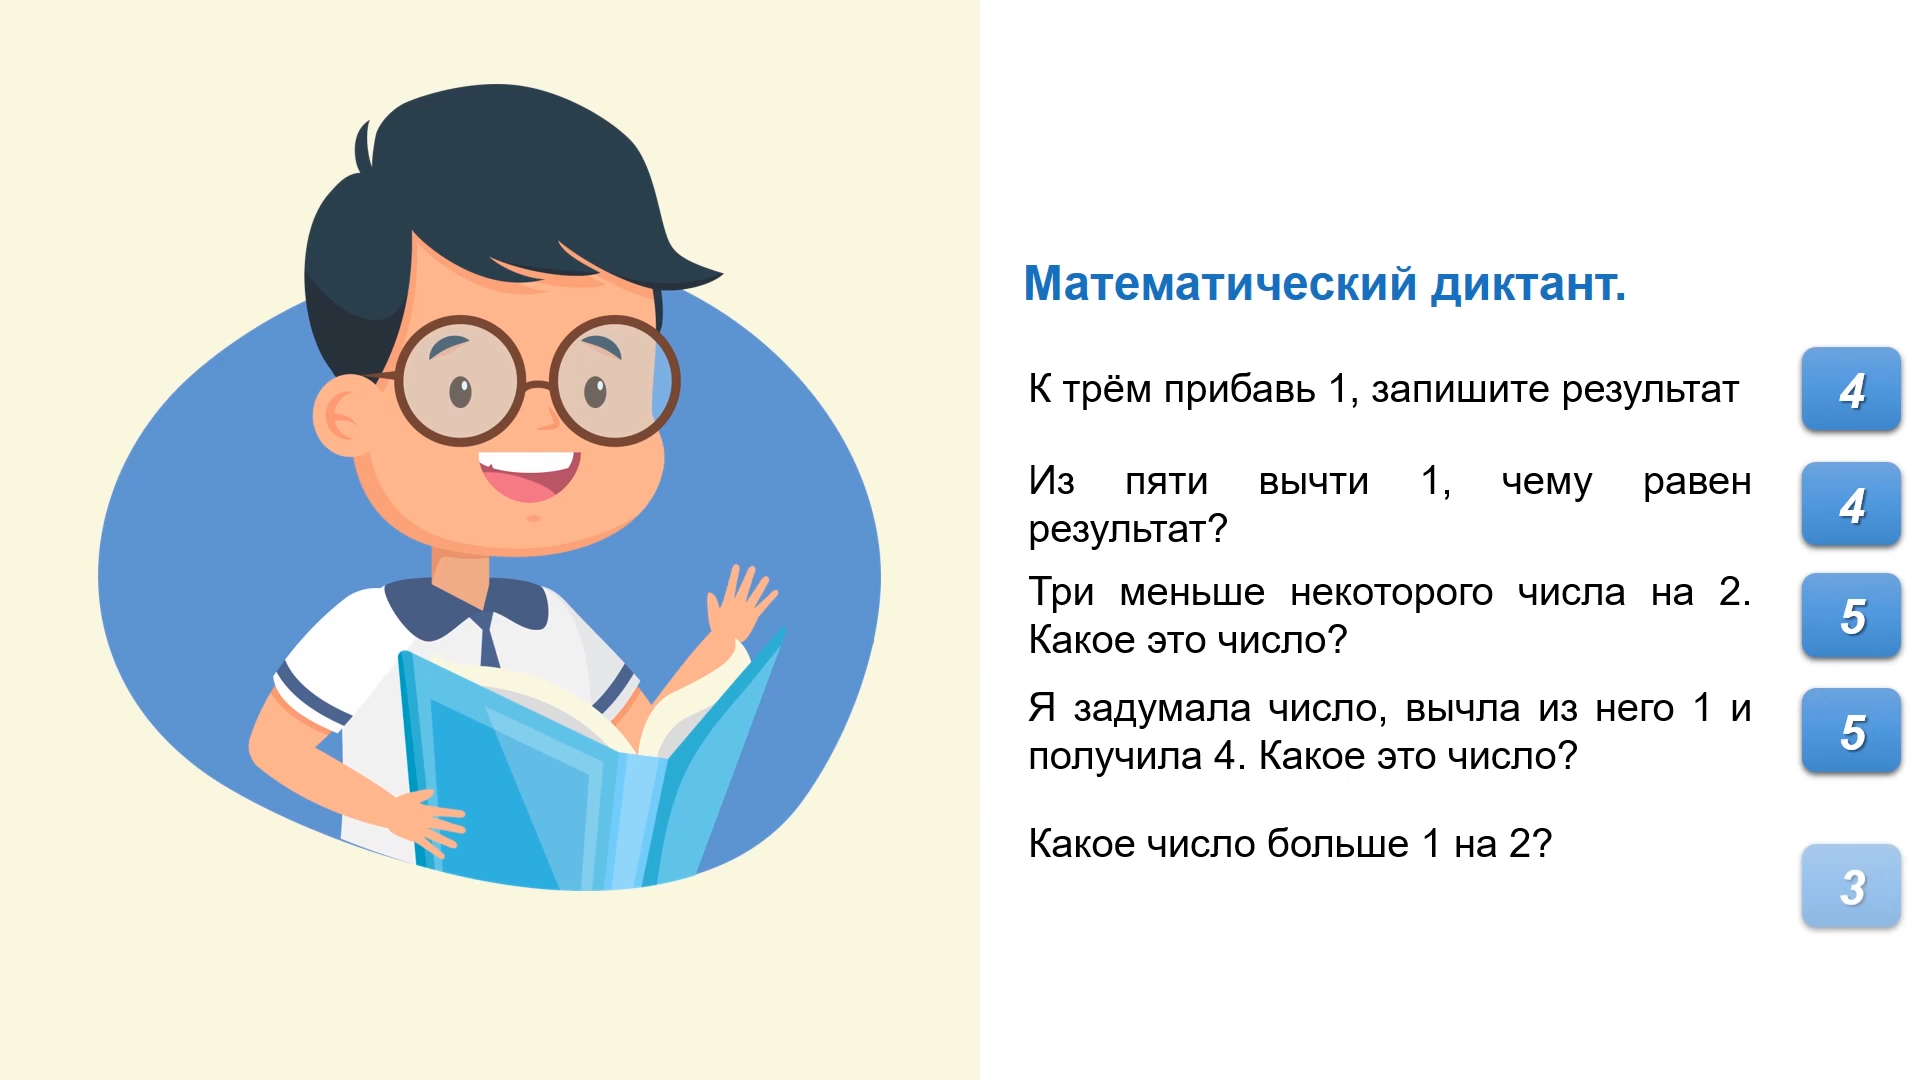 Математический диктант.
К трём прибавь 1, запишите результат
4
Из пяти вычти 1, чему равен
результат?
4
Три меньше некоторого числа на 2.
Какое это число?
5
Я задумала число, вычла из него 1 и
получила 4. Какое это число?
5
Какое число больше 1 на 2?
3